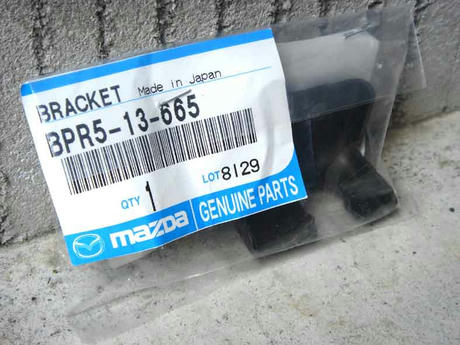 BRACKET Made in Japan
BPR5-13-665
QTY 1 LOT 8129
mazda GENUINE PARTS